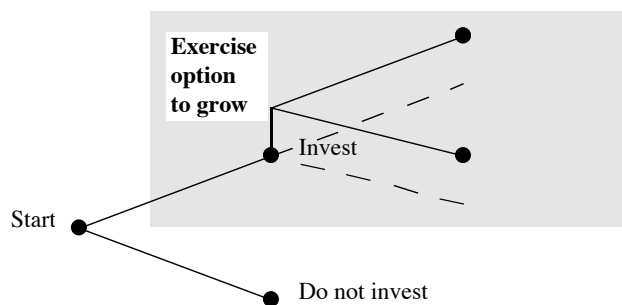 Exercise
option
to grow
Invest
Start
Do not invest